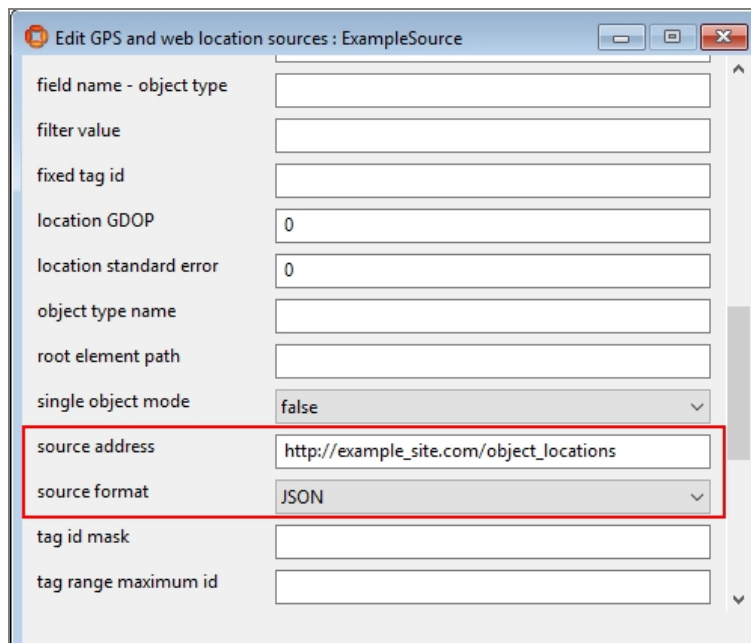 Edit GPS and web location sources : ExampleSource
field name - object type
filter value
fixed tag id
location GDOP 0
location standard error 0
object type name
root element path
single object mode false
source address http://example_site.com/object_locations
source format JSON
tag id mask
tag range maximum id